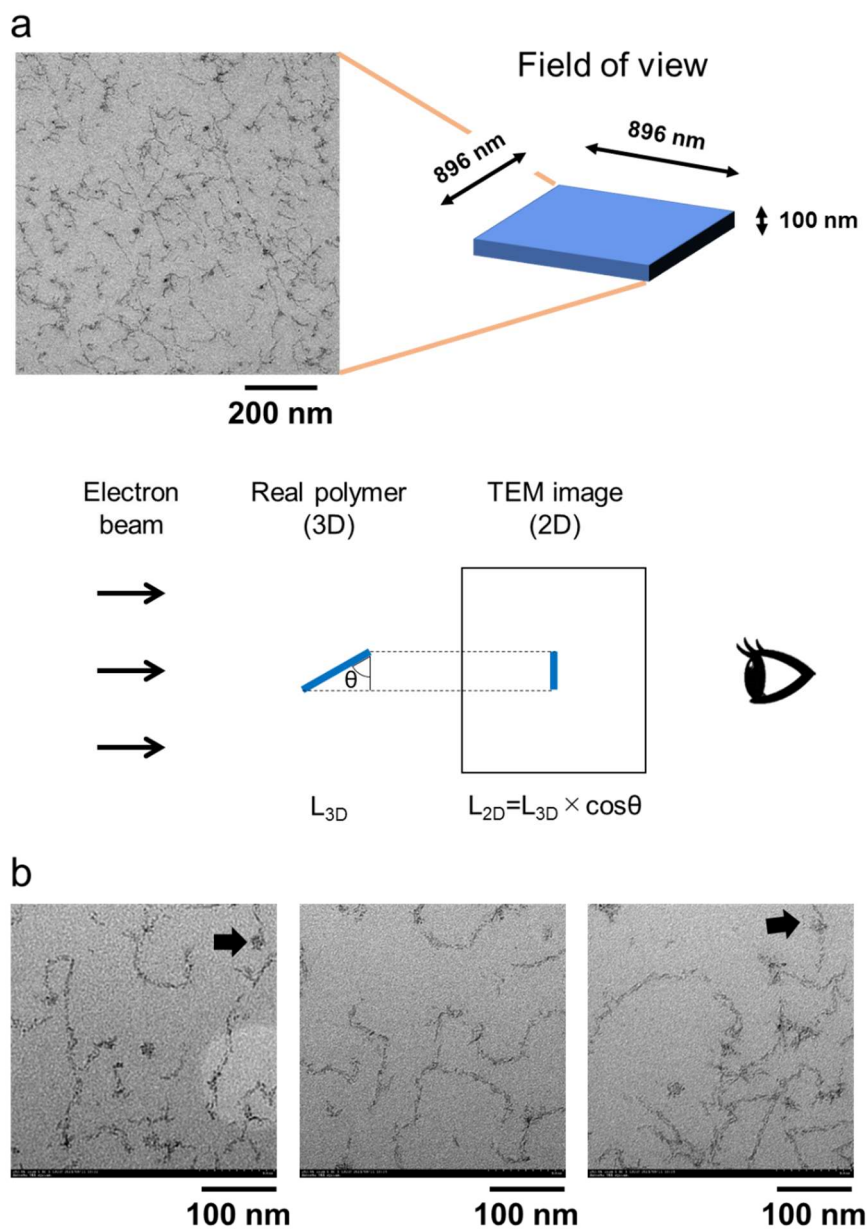 a
Field of view
896 nm
896 nm
100 nm
200 nm
Electron
beam
Real polymer
(3D)
TEM image
(2D)
θ
L3D
L2D=L3D × cosθ
b
100 nm
100 nm
100 nm